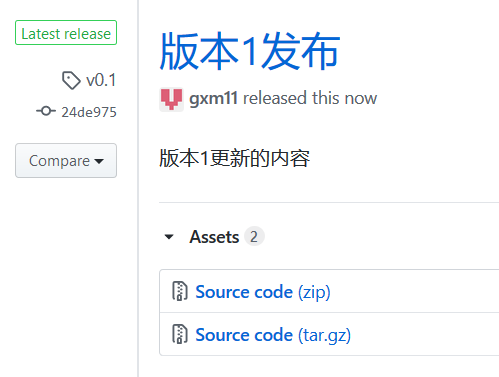 Latest release
v0.1
24de975
Compare
版本1发布
gxm11 released this now
版本1更新的内容
Assets 2
Source code (zip)
Source code (tar.gz)